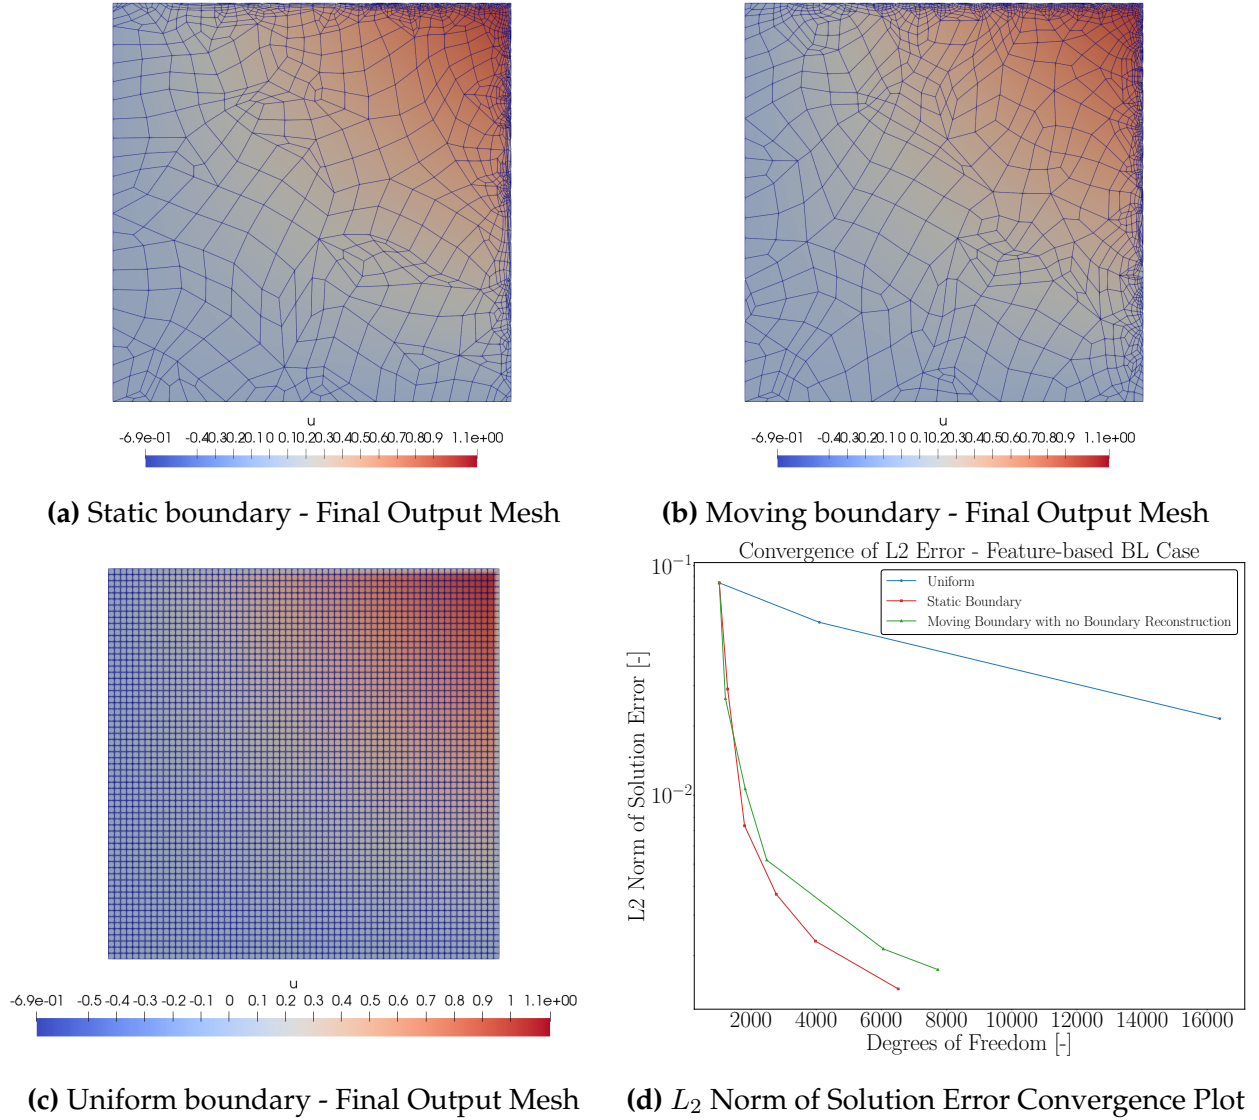 u
-6.9e-01 -0.4 0.3 0.2 0.1 0 0.1 0.2 0.3 0.4 0.5 0.6 0.7 0.8 0.9 1.1e+00
u
-6.9e-01 -0.4 0.3 0.2 0.1 0 0.1 0.2 0.3 0.4 0.5 0.6 0.7 0.8 0.9 1.1e+00
(a) Static boundary - Final Output Mesh
(b) Moving boundary - Final Output Mesh
u
-6.9e-01 -0.5 -0.4 -0.3 -0.2 -0.1 0 0.1 0.2 0.3 0.4 0.5 0.6 0.7 0.8 0.9 1 1.1e+00
Convergence of L2 Error - Feature-based BL Case
Uniform
Static Boundary
Moving Boundary with no Boundary Reconstruction
L2 Norm of Solution Error [-]
10⁻¹
10⁻²
2000 4000 6000 8000 10000 12000 14000 16000
Degrees of Freedom [-]
(c) Uniform boundary - Final Output Mesh
(d) L₂ Norm of Solution Error Convergence Plot